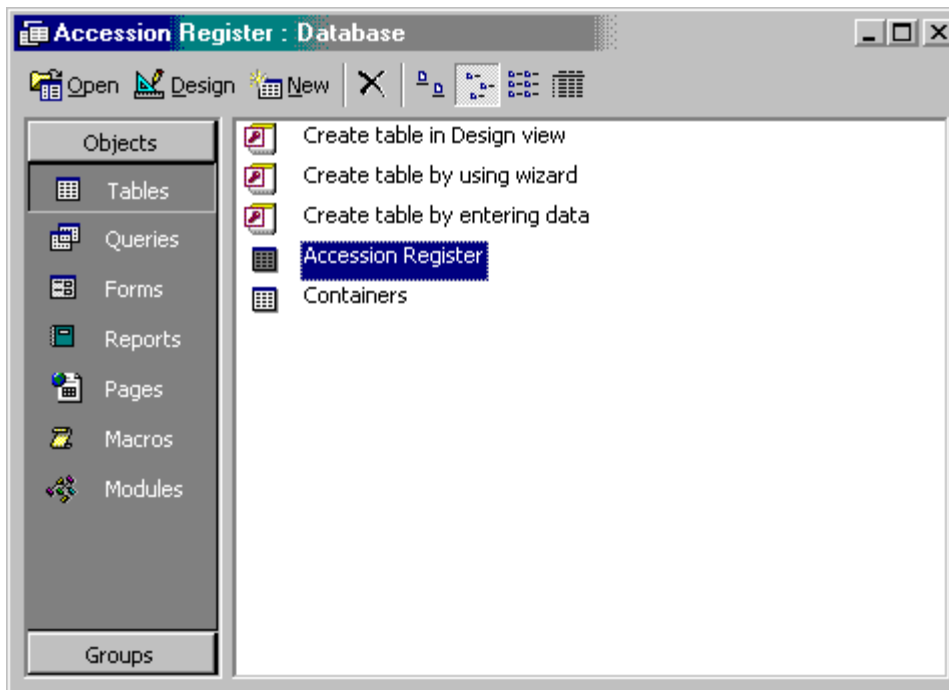 Accession Register : Database
Open Design New
Objects
Tables
Queries
Forms
Reports
Pages
Macros
Modules
Groups
Create table in Design view
Create table by using wizard
Create table by entering data
Accession Register
Containers